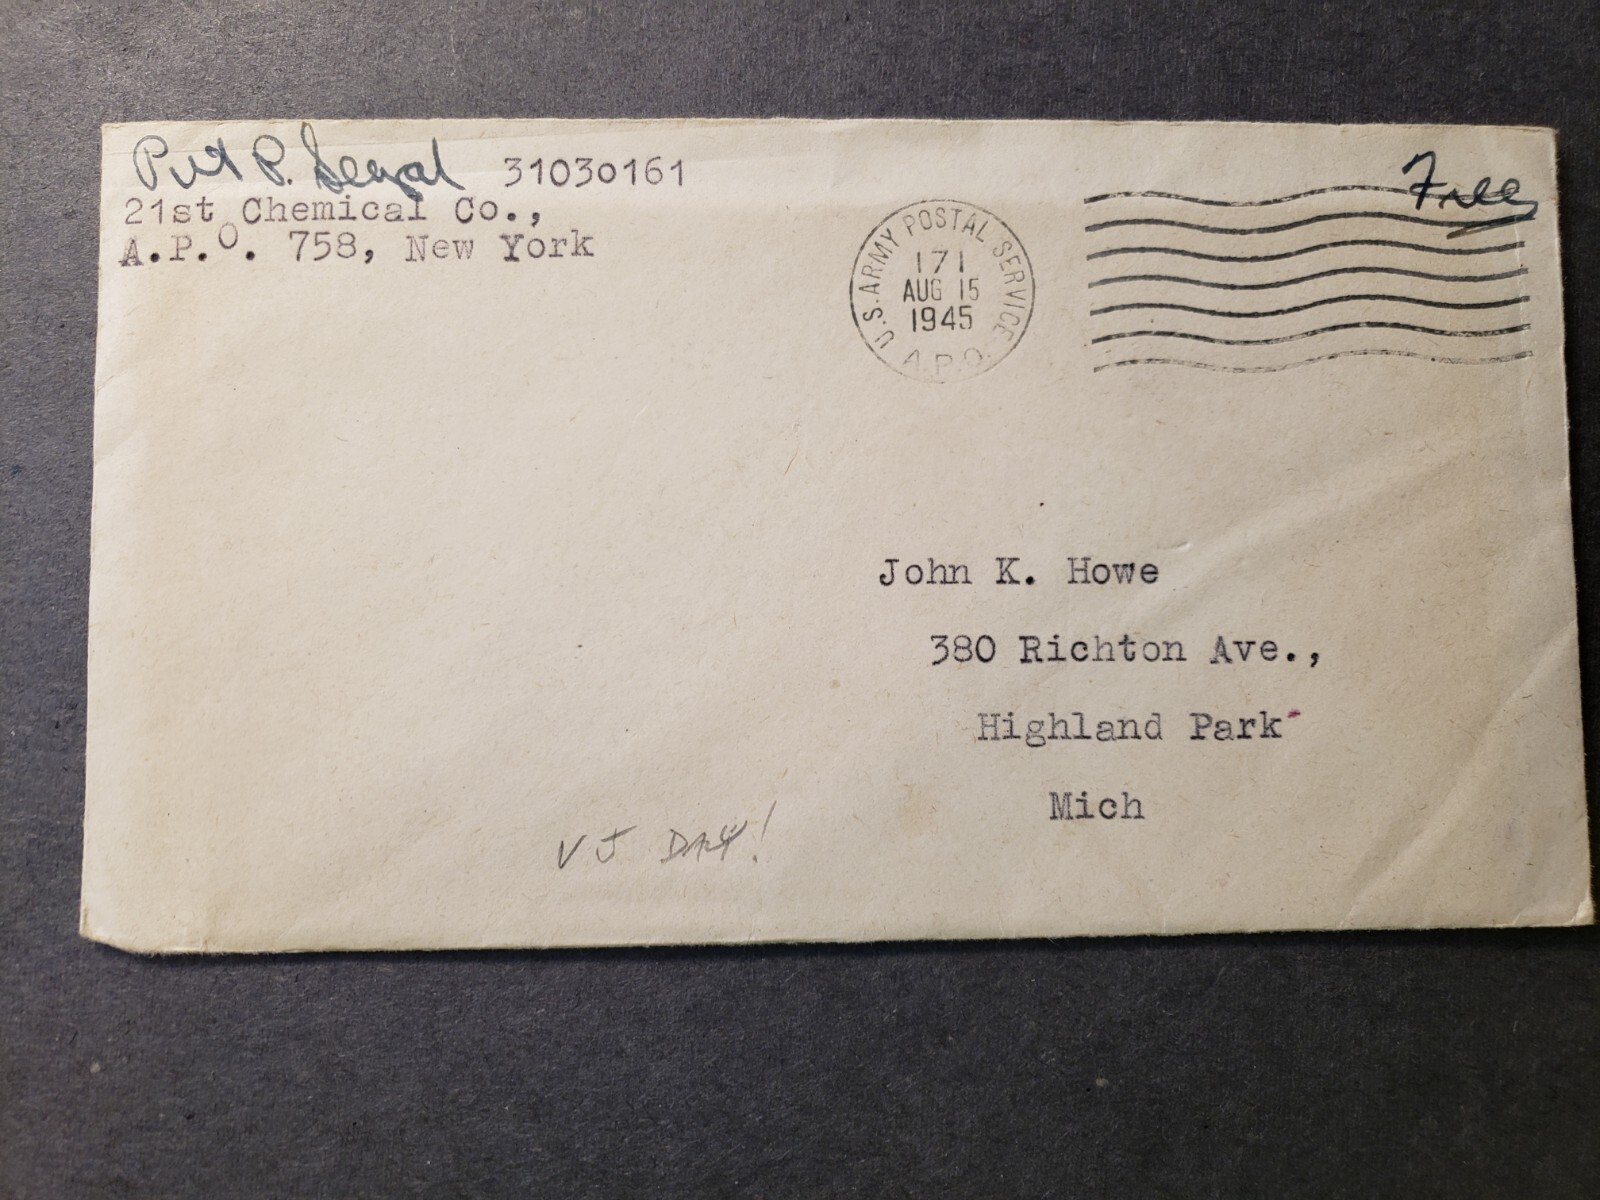 Pvt P. Segal 31030161
21st Chemical Co.,
A.P.O. 758, New York
Free
U.S. ARMY POSTAL SERVICE
171
AUG 15
1945
A.P.O.
John K. Howe
380 Richton Ave.,
Highland Park
Mich
V J DAY!